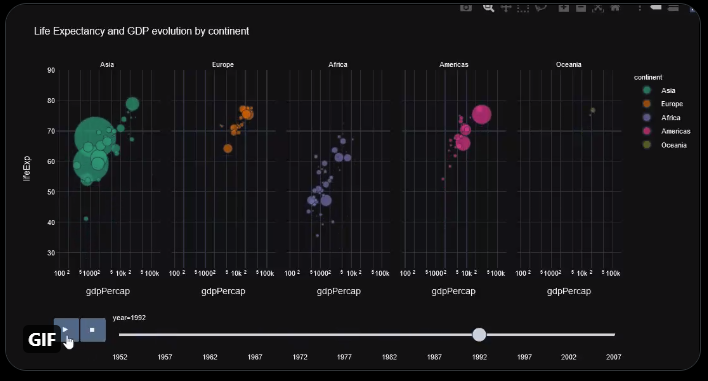 Life Expectancy and GDP evolution by continent
Asia Europe Africa Americas Oceania
continent
Asia
Europe
Africa
Americas
Oceania
90
80
70
60
50
40
30
lifeExp
100 2 5 1000 2 5 10k 2 5 100k 100 2 5 1000 2 5 10k 2 5 100k 100 2 5 1000 2 5 10k 2 5 100k 100 2 5 1000 2 5 10k 2 5 100k 100 2 5 1000 2 5 10k 2 5 100k
gdpPercap gdpPercap gdpPercap gdpPercap gdpPercap
year=1992
GIF
1952 1957 1962 1967 1972 1977 1982 1987 1992 1997 2002 2007